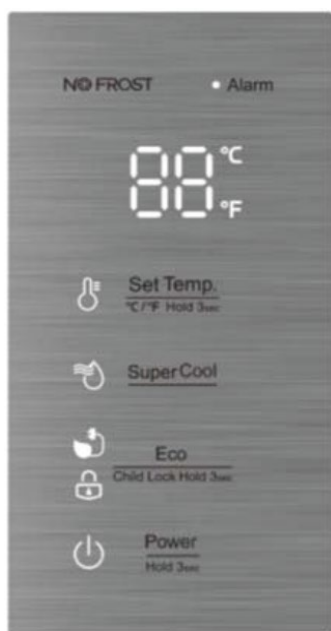 NO FROST
Alarm
88 °C
°F
Set Temp.
°C/°F Hold 3sec
Super Cool
Eco
Child Lock Hold 3sec
Power
Hold 3sec